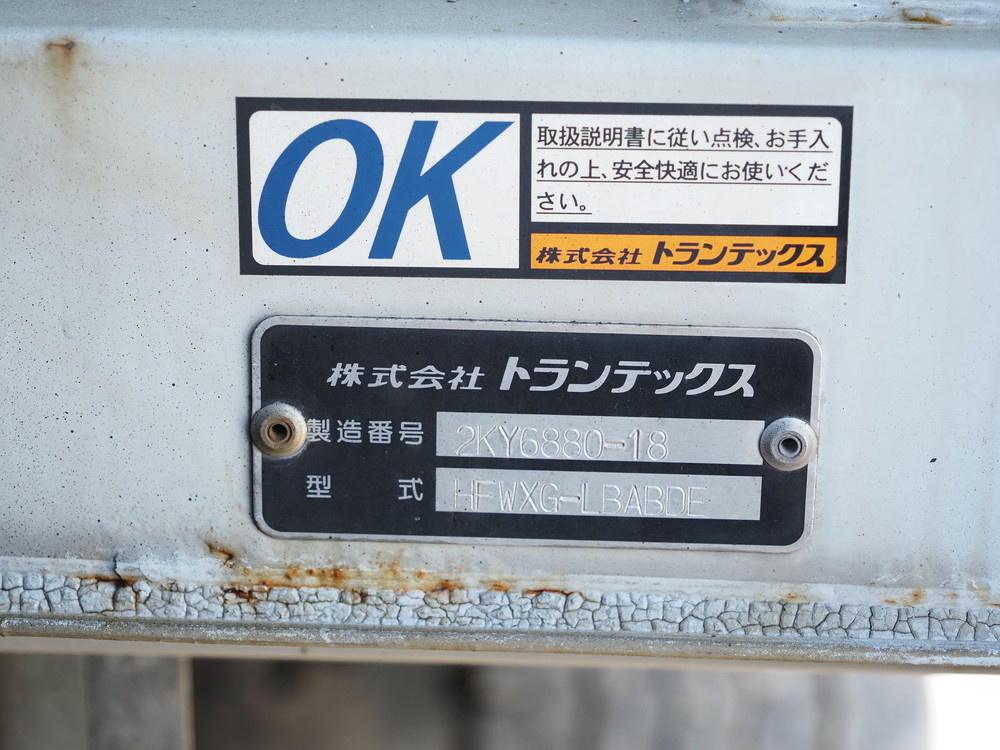 OK
取扱説明書に従い点検、お手入
れの上、安全快適にお使いくだ
さい。
株式会社 トランテックス
株式会社 トランテックス
製造番号 2KY6880-18
型式 HFWXG-LBABDE